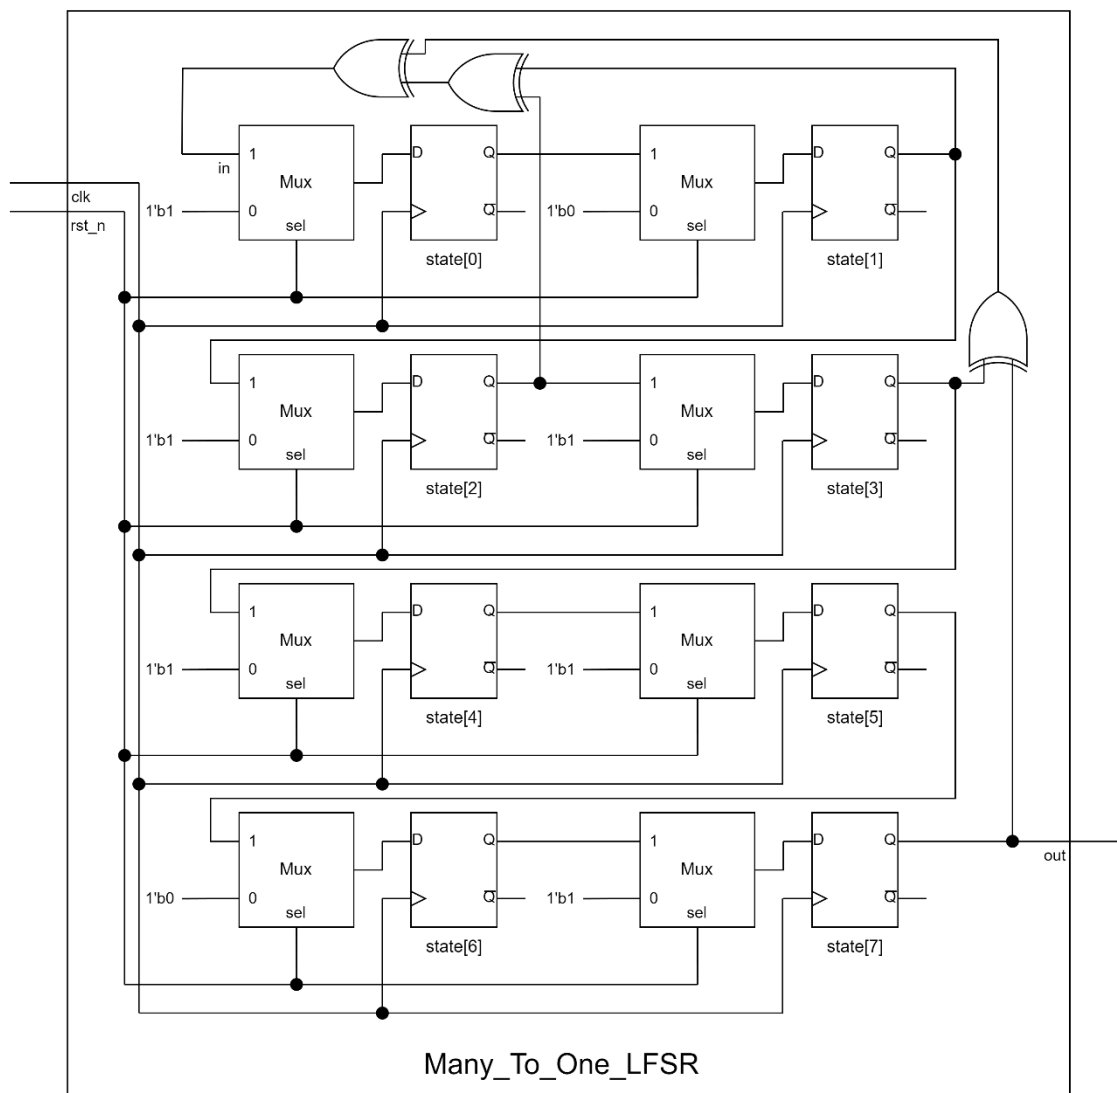 1 D Q 1 D Q
in Mux Mux
clk
1'b1 0 Q 1'b0 0 Q
rst_n sel sel
state[0] state[1]
1 D Q 1 D Q
Mux Mux
1'b1 0 Q 1'b1 0 Q
sel sel
state[2] state[3]
1 D Q 1 D Q
Mux Mux
1'b1 0 Q 1'b1 0 Q
sel sel
state[4] state[5]
1 D Q 1 D Q
out
Mux Mux
1'b0 0 Q 1'b1 0 Q
sel sel
state[6] state[7]
Many_To_One_LFSR